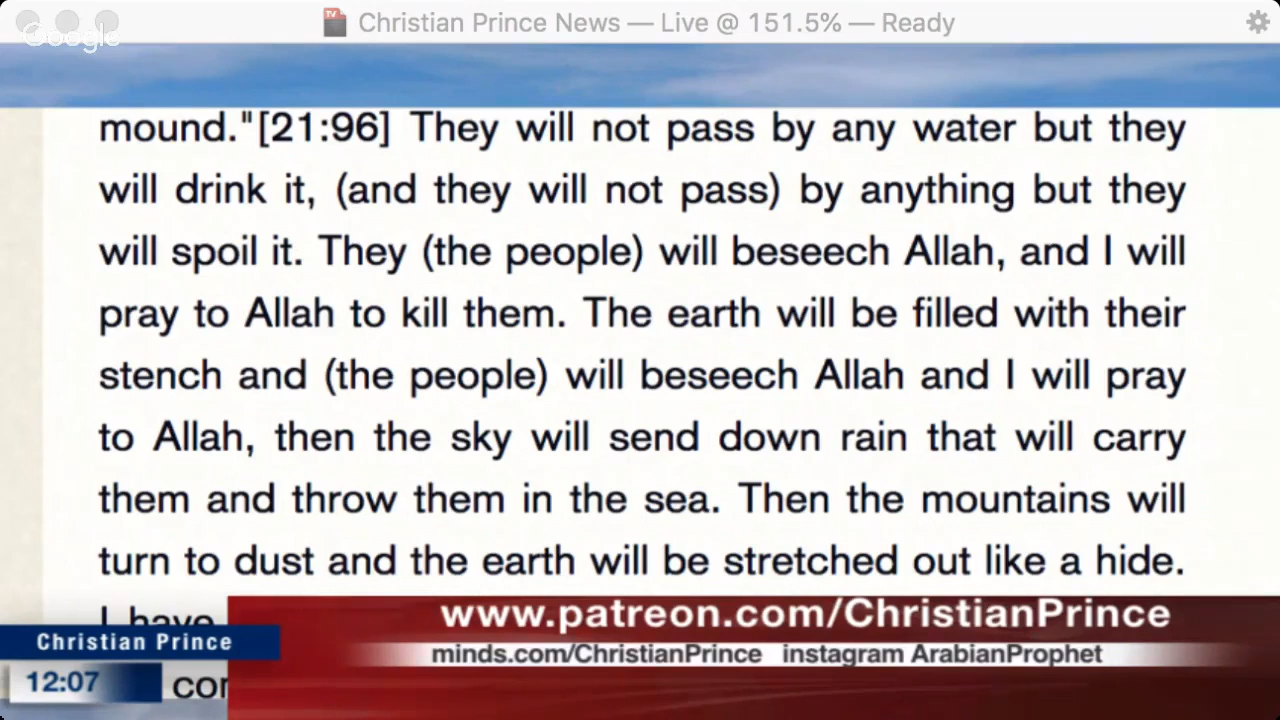 Christian Prince News — Live @ 151.5% — Ready
Google
mound."[21:96] They will not pass by any water but they
will drink it, (and they will not pass) by anything but they
will spoil it. They (the people) will beseech Allah, and I will
pray to Allah to kill them. The earth will be filled with their
stench and (the people) will beseech Allah and I will pray
to Allah, then the sky will send down rain that will carry
them and throw them in the sea. Then the mountains will
turn to dust and the earth will be stretched out like a hide.
I have
www.patreon.com/ChristianPrince
Christian Prince
minds.com/ChristianPrince instagram ArabianProphet
12:07